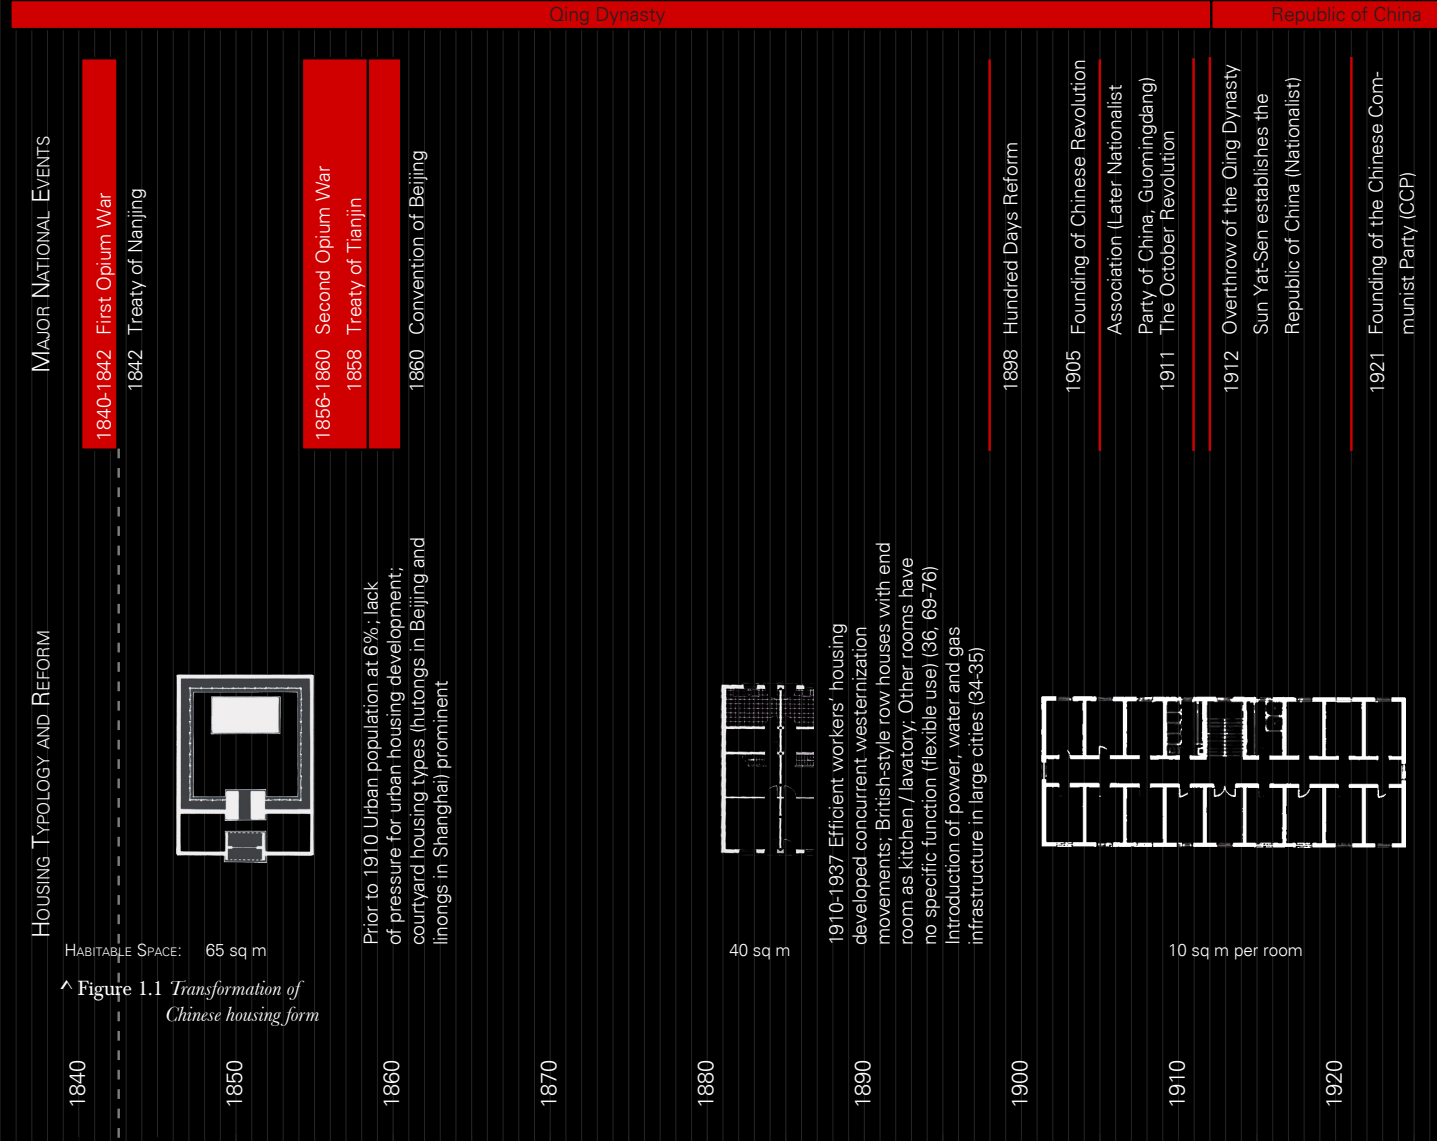 Qing Dynasty
Republic of China
MAJOR NATIONAL EVENTS
1840-1842 First Opium War
1842 Treaty of Nanjing
1856-1860 Second Opium War
1858 Treaty of Tianjin
1860 Convention of Beijing
1898 Hundred Days Reform
1905 Founding of Chinese Revolution
Association (Later Nationalist
Party of China, Guomingdang)
1911 The October Revolution
1912 Overthrow of the Qing Dynasty
Sun Yat-Sen establishes the
Republic of China (Nationalist)
1921 Founding of the Chinese Com-
munist Party (CCP)
HOUSING TYPOLOGY AND REFORM
Prior to 1910 Urban population at 6%; lack
of pressure for urban housing development;
courtyard housing types (hutongs in Beijing and
linongs in Shanghai) prominent
1910-1937 Efficient workers' housing
developed concurrent westernization
movements; British-style row houses with end
room as kitchen / lavatory; Other rooms have
no specific function (flexible use) (36, 69-76)
Introduction of power, water and gas
infrastructure in large cities (34-35)
HABITABLE SPACE: 65 sq m
40 sq m
10 sq m per room
^ Figure 1.1 Transformation of
Chinese housing form
1840
1850
1860
1870
1880
1890
1900
1910
1920